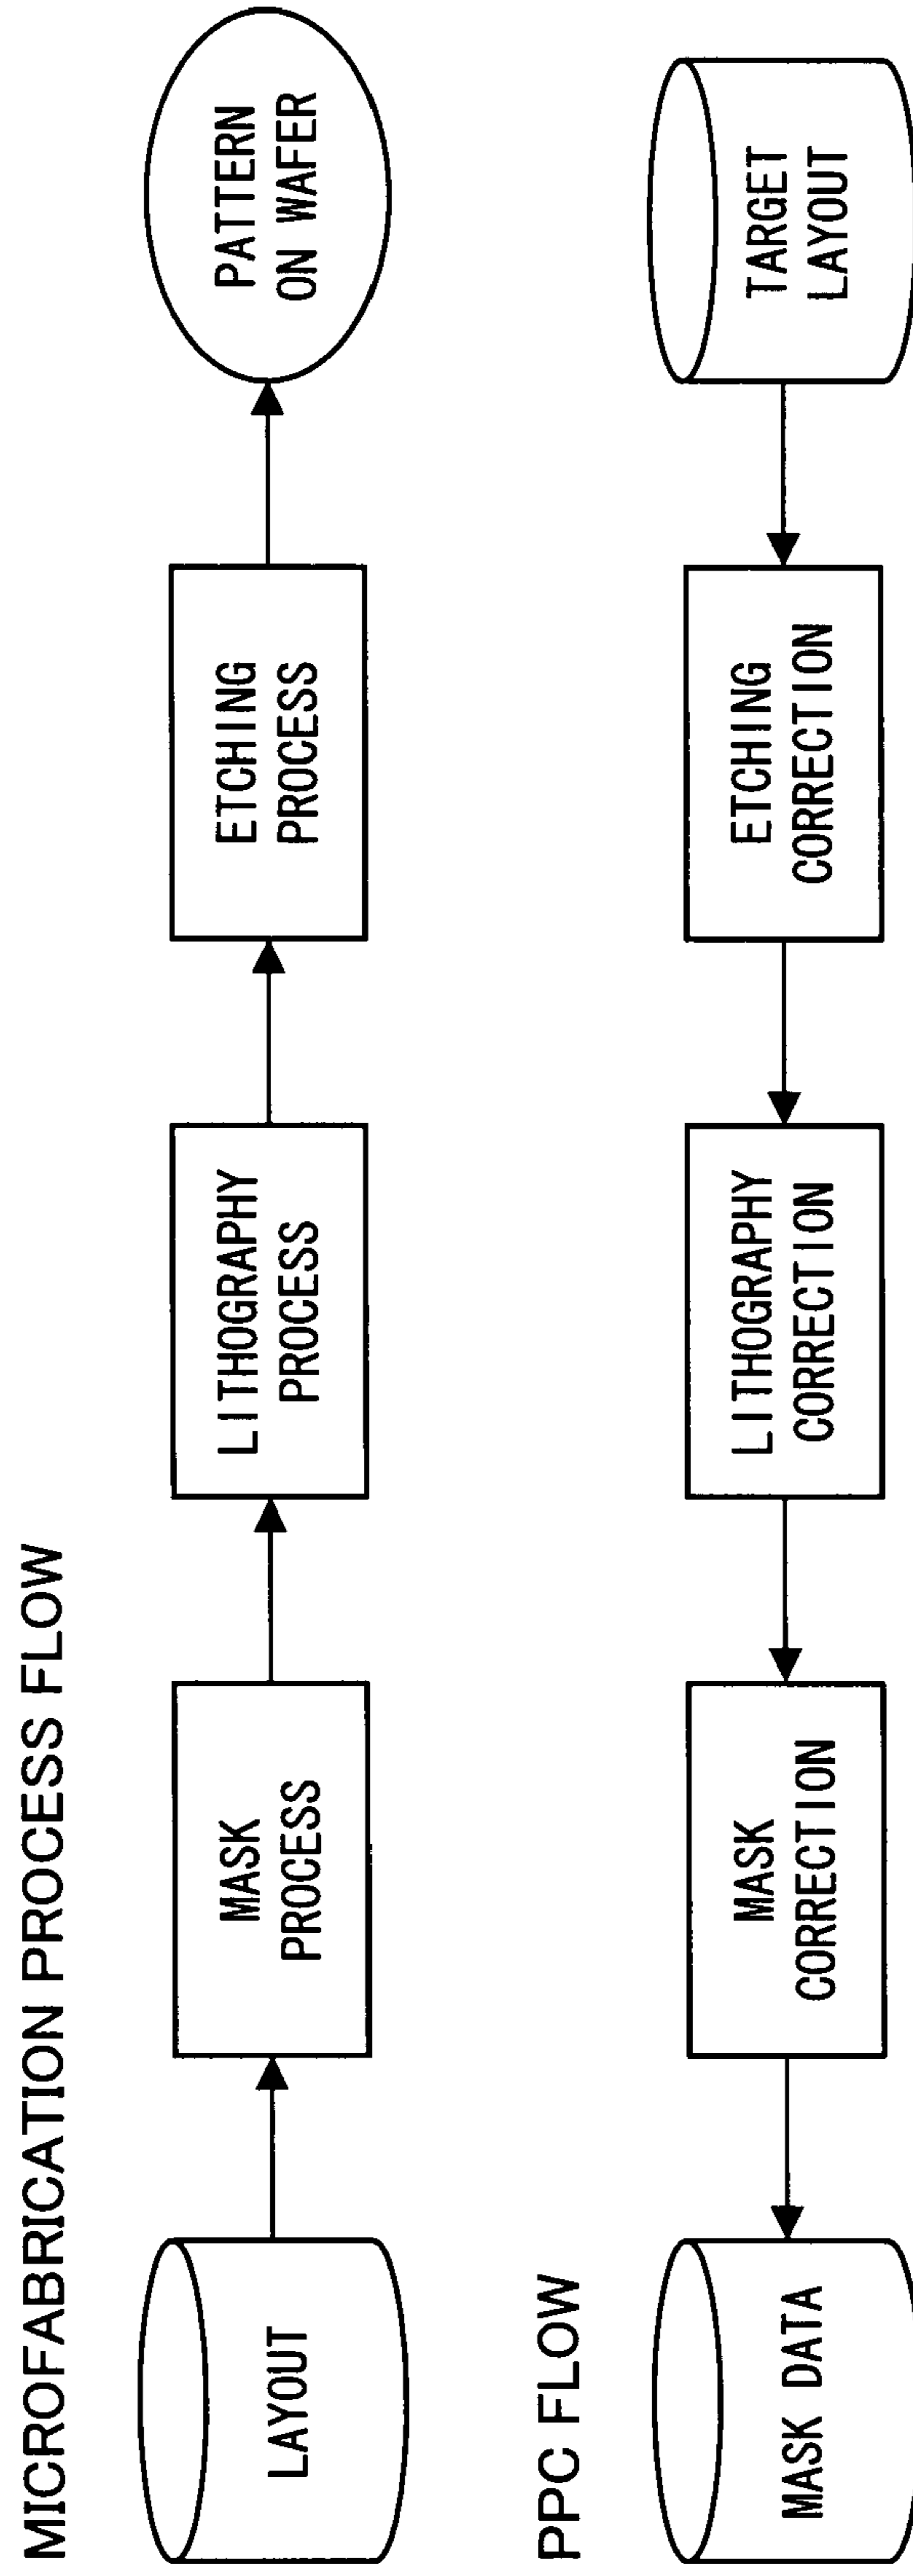 MICROFABRICATION PROCESS FLOW
LAYOUT
MASK
PROCESS
LITHOGRAPHY
PROCESS
ETCHING
PROCESS
PATTERN
ON WAFER
PPC FLOW
MASK DATA
MASK
CORRECTION
LITHOGRAPHY
CORRECTION
ETCHING
CORRECTION
TARGET
LAYOUT